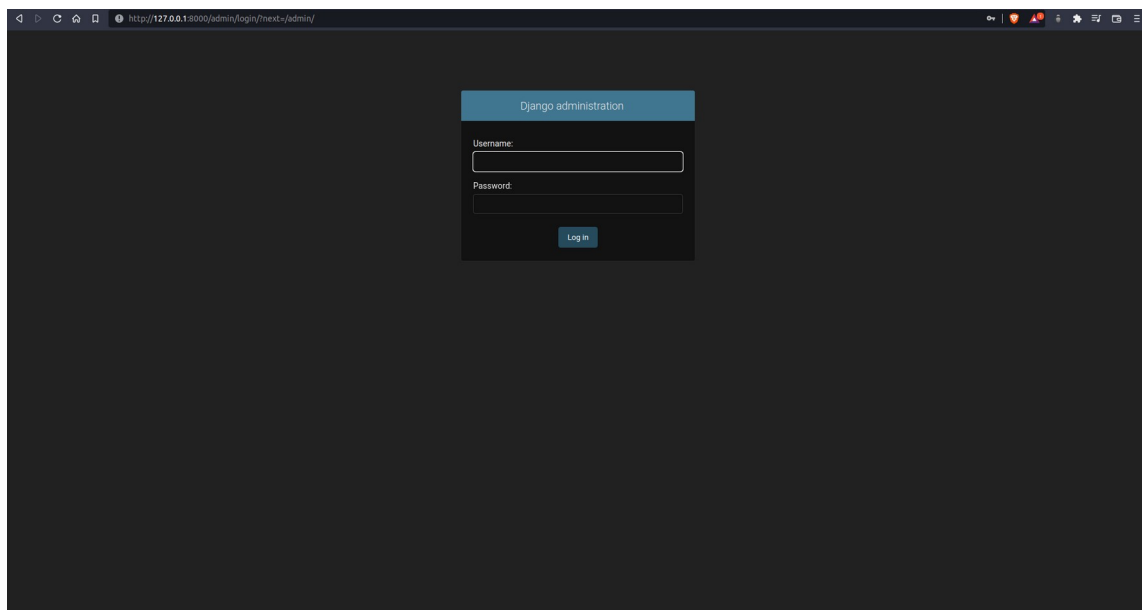 http://127.0.0.1:8000/admin/login/?next=/admin/
Django administration
Username:
Password:
Log in